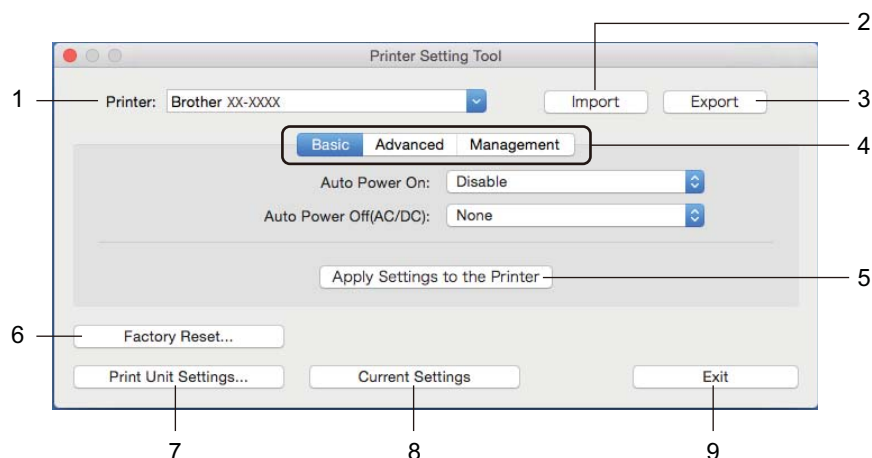 2
Printer Setting Tool
1 Printer: Brother XX-XXXX Import Export 3
Basic Advanced Management 4
Auto Power On: Disable
Auto Power Off(AC/DC): None
Apply Settings to the Printer 5
6 Factory Reset...
Print Unit Settings... Current Settings Exit
7 8 9